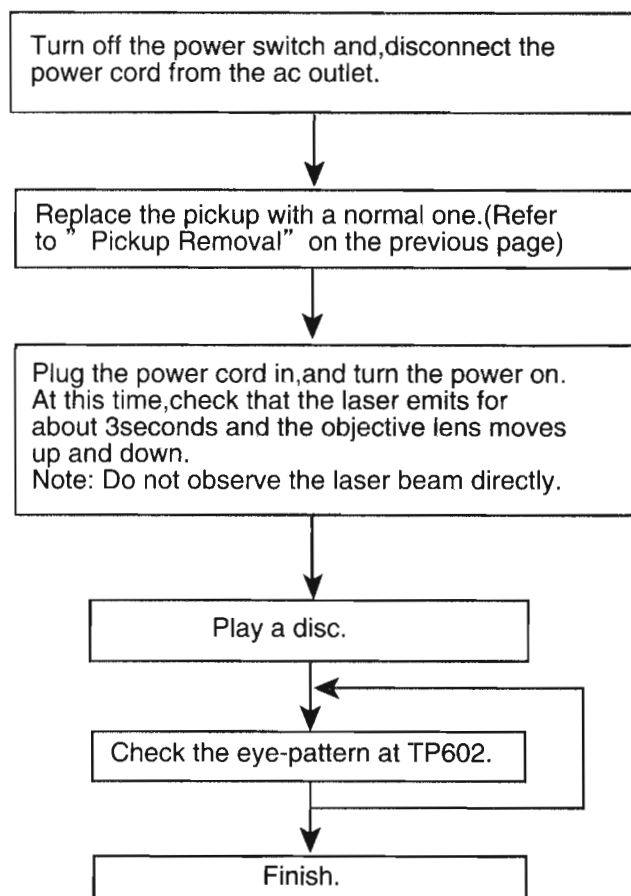 Turn off the power switch and,disconnect the
power cord from the ac outlet.
Replace the pickup with a normal one.(Refer
to ” Pickup Removal” on the previous page)
Plug the power cord in,and turn the power on.
At this time,check that the laser emits for
about 3seconds and the objective lens moves
up and down.
Note: Do not observe the laser beam directly.
Play a disc.
Check the eye-pattern at TP602.
Finish.